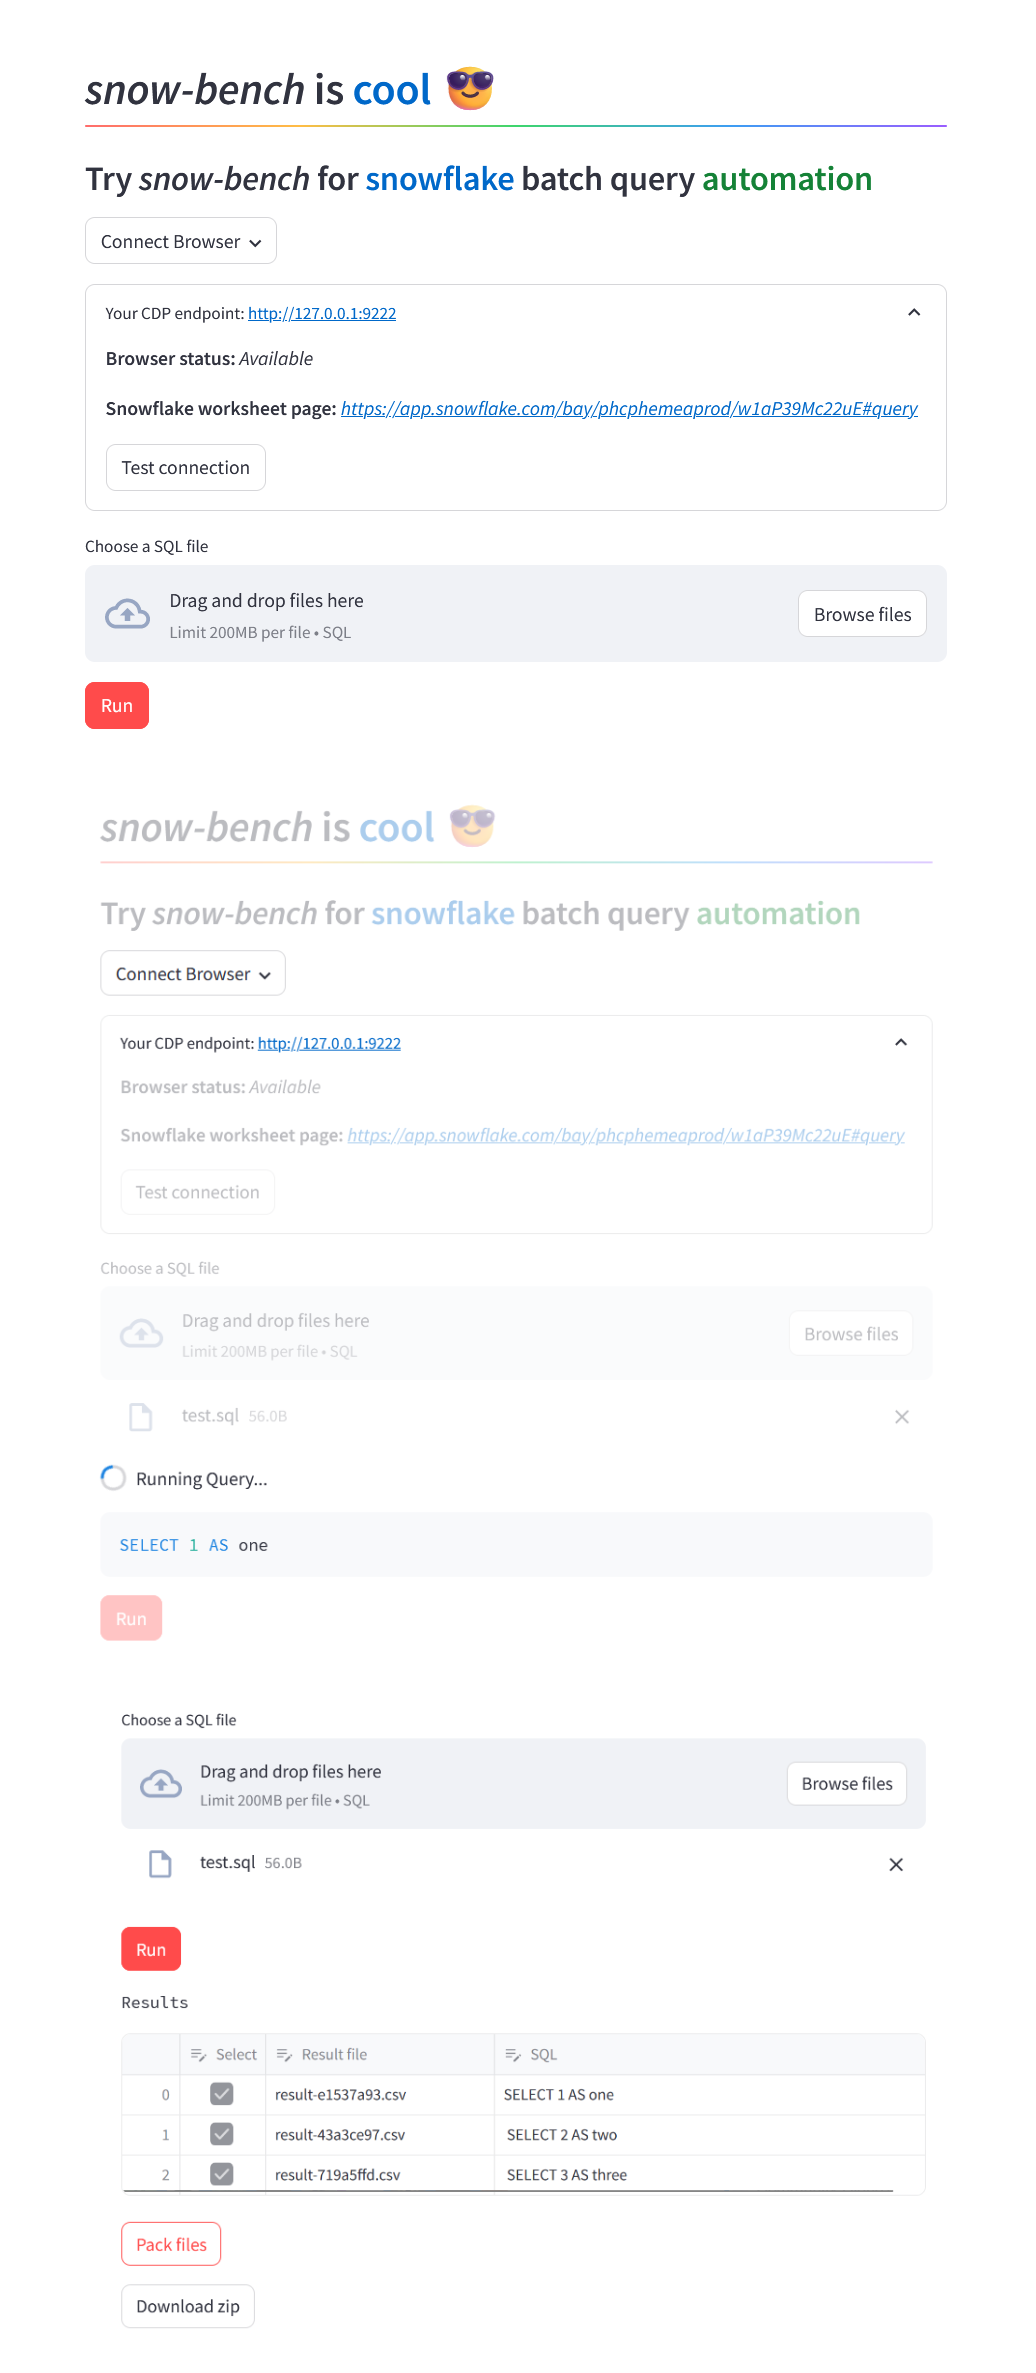 snow-bench is cool 😎
Try snow-bench for snowflake batch query automation
Connect Browser
Your CDP endpoint: http://127.0.0.1:9222
Browser status: Available
Snowflake worksheet page: https://app.snowflake.com/bay/phcphemeaprod/w1aP39Mc22uE#query
Test connection
Choose a SQL file
Drag and drop files here
Limit 200MB per file • SQL
Browse files
Run
snow-bench is cool 😎
Try snow-bench for snowflake batch query automation
Connect Browser
Your CDP endpoint: http://127.0.0.1:9222
Browser status: Available
Snowflake worksheet page: https://app.snowflake.com/bay/phcphemeaprod/w1aP39Mc22uE#query
Test connection
Choose a SQL file
Drag and drop files here
Limit 200MB per file • SQL
Browse files
test.sql 56.0B
Running Query...
SELECT 1 AS one
Run
Choose a SQL file
Drag and drop files here
Limit 200MB per file • SQL
Browse files
test.sql 56.0B
Run
Results
Select Result file SQL
0 result-e1537a93.csv SELECT 1 AS one
1 result-43a3ce97.csv SELECT 2 AS two
2 result-719a5ffd.csv SELECT 3 AS three
Pack files
Download zip